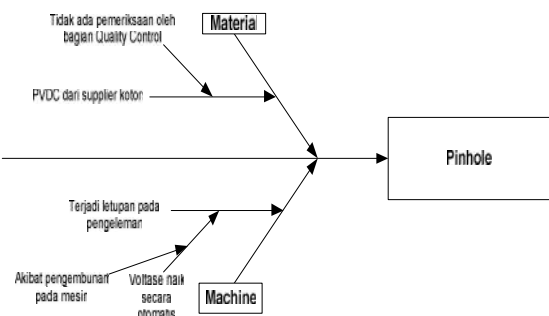 Tidak ada pemeriksaan oleh
bagian Quality Control
Material
PVDC dari supplier kotor
Pinhole
Terjadi letupan pada
pengeleman
Akibat pengembunan
pada mesin
Voltase naik
secara
otomatis
Machine